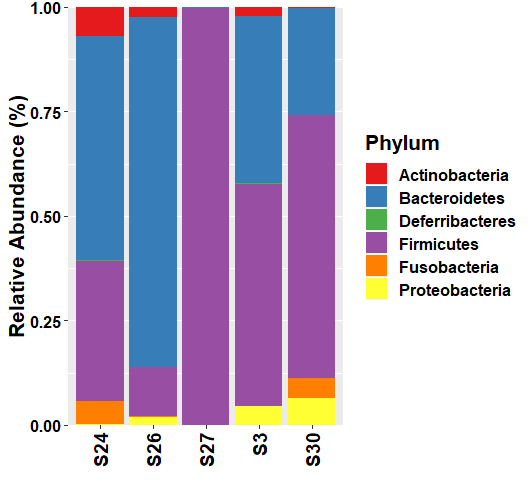 Relative Abundance (%)
1.00
0.75
0.50
0.25
0.00
S24
S26
S27
S3
S30
Phylum
Actinobacteria
Bacteroidetes
Deferribacteres
Firmicutes
Fusobacteria
Proteobacteria